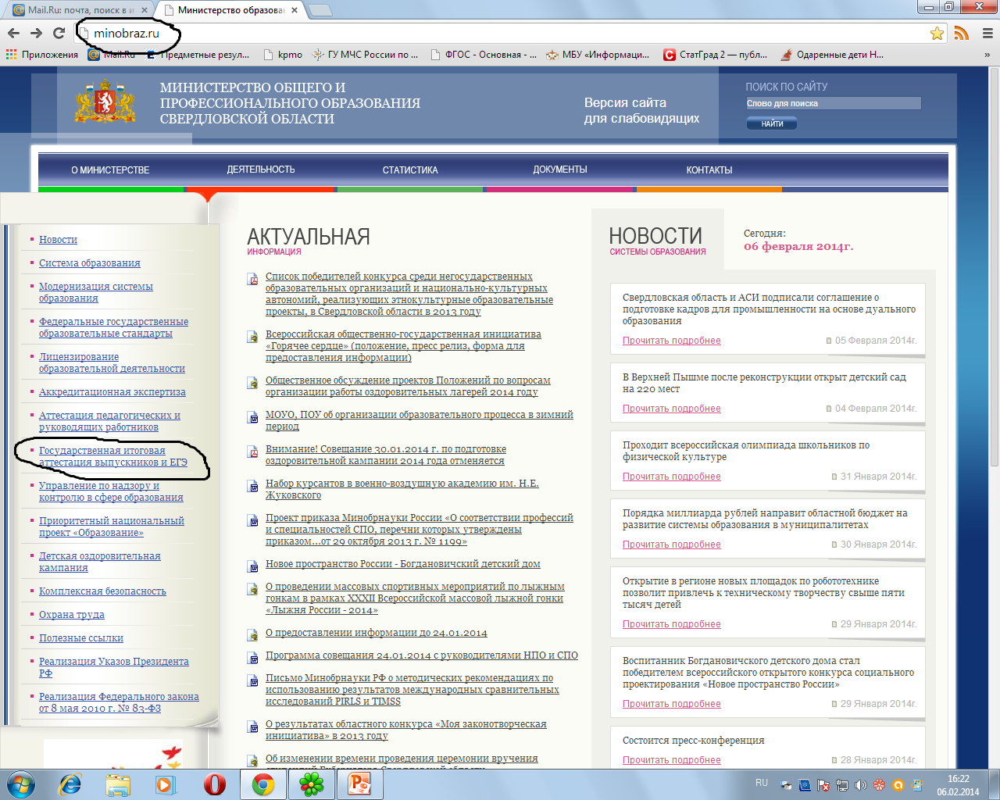 Mail.Ru: почта, поиск в и
Министерство образова
minobraz.ru
Приложения
Mail.Ru
Предметные резул...
kpmo
ГУ МЧС России по ...
ФГОС - Основная - ...
МБУ «Информаци...
СтатГрад 2 — публ...
Одаренные дети Н...
»
МИНИСТЕРСТВО ОБЩЕГО И
ПРОФЕССИОНАЛЬНОГО ОБРАЗОВАНИЯ
СВЕРДЛОВСКОЙ ОБЛАСТИ
Версия сайта
для слабовидящих
ПОИСК ПО САЙТУ
Слово для поиска
НАЙТИ
О МИНИСТЕРСТВЕ
ДЕЯТЕЛЬНОСТЬ
СТАТИСТИКА
ДОКУМЕНТЫ
КОНТАКТЫ
Новости
Система образования
Модернизация системы
образования
Федеральные государственные
образовательные стандарты
Лицензирование
образовательной деятельности
Аккредитационная экспертиза
Аттестация педагогических и
руководящих работников
Государственная итоговая
аттестация выпускников и ЕГЭ
Управление по надзору и
контролю в сфере образования
Приоритетный национальный
проект «Образование»
Детская оздоровительная
кампания
Комплексная безопасность
Охрана труда
Полезные ссылки
Реализация Указов Президента
РФ
Реализация Федерального закона
от 8 мая 2010 г. № 83-ФЗ
АКТУАЛЬНАЯ
ИНФОРМАЦИЯ
Список победителей конкурса среди негосударственных
образовательных организаций и национально-культурных
автономий, реализующих этнокультурные образовательные
проекты, в Свердловской области в 2013 году
Всероссийская общественно-государственная инициатива
«Горячее сердце» (положение, пресс релиз, форма для
предоставления информации)
Общественное обсуждение проектов Положений по вопросам
организации работы оздоровительных лагерей 2014 году
МОУО, ПОУ об организации образовательного процесса в зимний
период
Внимание! Совещание 30.01.2014 г. по подготовке
оздоровительной кампании 2014 года отменяется
Набор курсантов в военно-воздушную академию им. Н.Е.
Жуковского
Проект приказа Минобрнауки России «О соответствии профессий
и специальностей СПО, перечни которых утверждены
приказом...от 29 октября 2013 г. № 1199»
Новое пространство России - Богдановичский детский дом
О проведении массовых спортивных мероприятий по лыжным
гонкам в рамках XXXII Всероссийской массовой лыжной гонки
«Лыжня России - 2014»
О предоставлении информации до 24.01.2014
Программа совещания 24.01.2014 с руководителями НПО и СПО
Письмо Минобрнауки РФ о методических рекомендациях по
использованию результатов международных сравнительных
исследований PIRLS и TIMSS
О результатах областного конкурса «Моя законотворческая
инициатива» в 2013 году
Об изменении времени проведения церемонии вручения
НОВОСТИ
СИСТЕМЫ ОБРАЗОВАНИЯ
Сегодня:
06 февраля 2014г.
Свердловская область и АСИ подписали соглашение о
подготовке кадров для промышленности на основе дуального
образования
Прочитать подробнее
05 Февраля 2014г.
В Верхней Пышме после реконструкции открыт детский сад
на 220 мест
Прочитать подробнее
04 Февраля 2014г.
Проходит всероссийская олимпиада школьников по
физической культуре
Прочитать подробнее
31 Января 2014г.
Порядка миллиарда рублей направит областной бюджет на
развитие системы образования в муниципалитетах
Прочитать подробнее
30 Января 2014г.
Открытие в регионе новых площадок по робототехнике
позволит привлечь к техническому творчеству свыше пяти
тысяч детей
Прочитать подробнее
29 Января 2014г.
Воспитанник Богдановичского детского дома стал
победителем всероссийского открытого конкурса социального
проектирования «Новое пространство России»
Прочитать подробнее
29 Января 2014г.
Состоится пресс-конференция
Прочитать подробнее
28 Января 2014г.
RU
16:22
06.02.2014